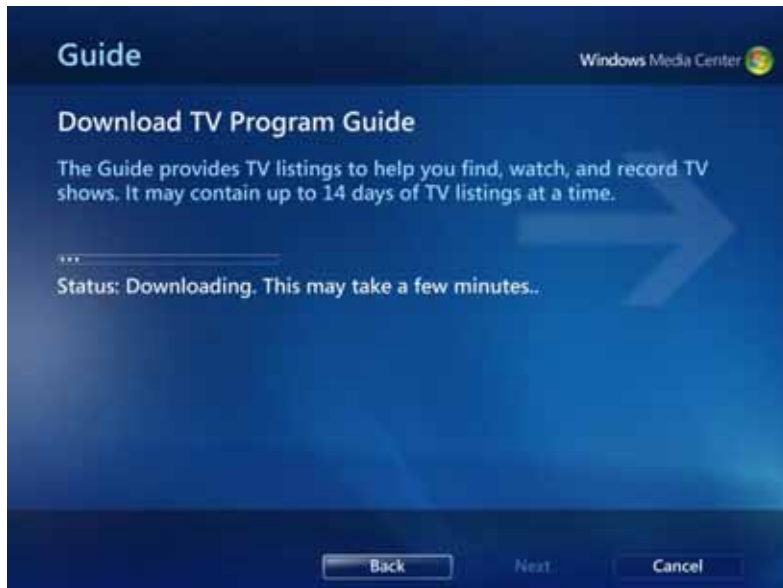 Guide
Windows Media Center
Download TV Program Guide
The Guide provides TV listings to help you find, watch, and record TV
shows. It may contain up to 14 days of TV listings at a time.
...
Status: Downloading. This may take a few minutes..
Back
Next
Cancel